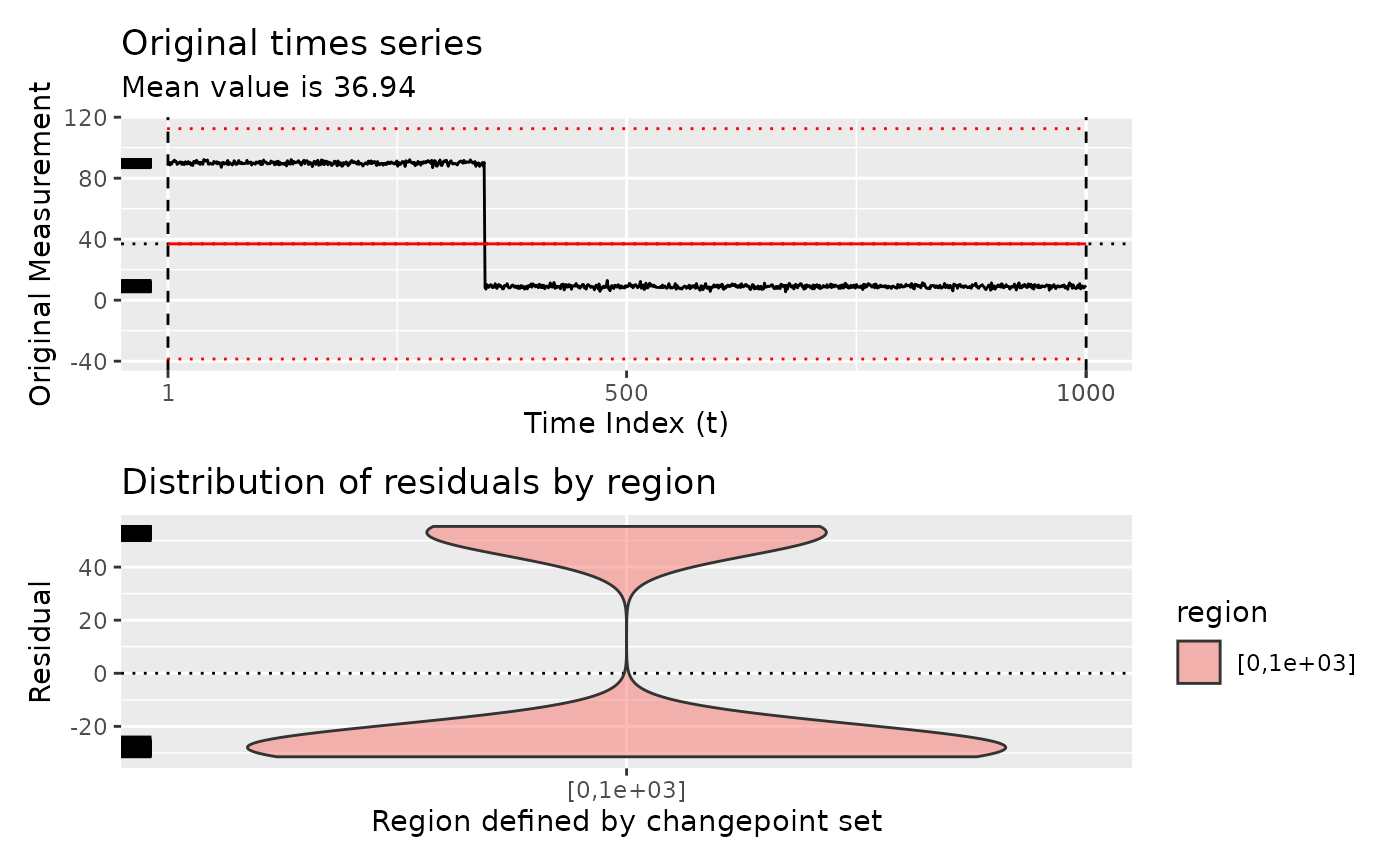 Original times series
Mean value is 36.94
Original Measurement
120
80
40
0
-40
1
500
1000
Time Index (t)
Distribution of residuals by region
Residual
40
20
0
-20
[0,1e+03]
Region defined by changepoint set
region
[0,1e+03]